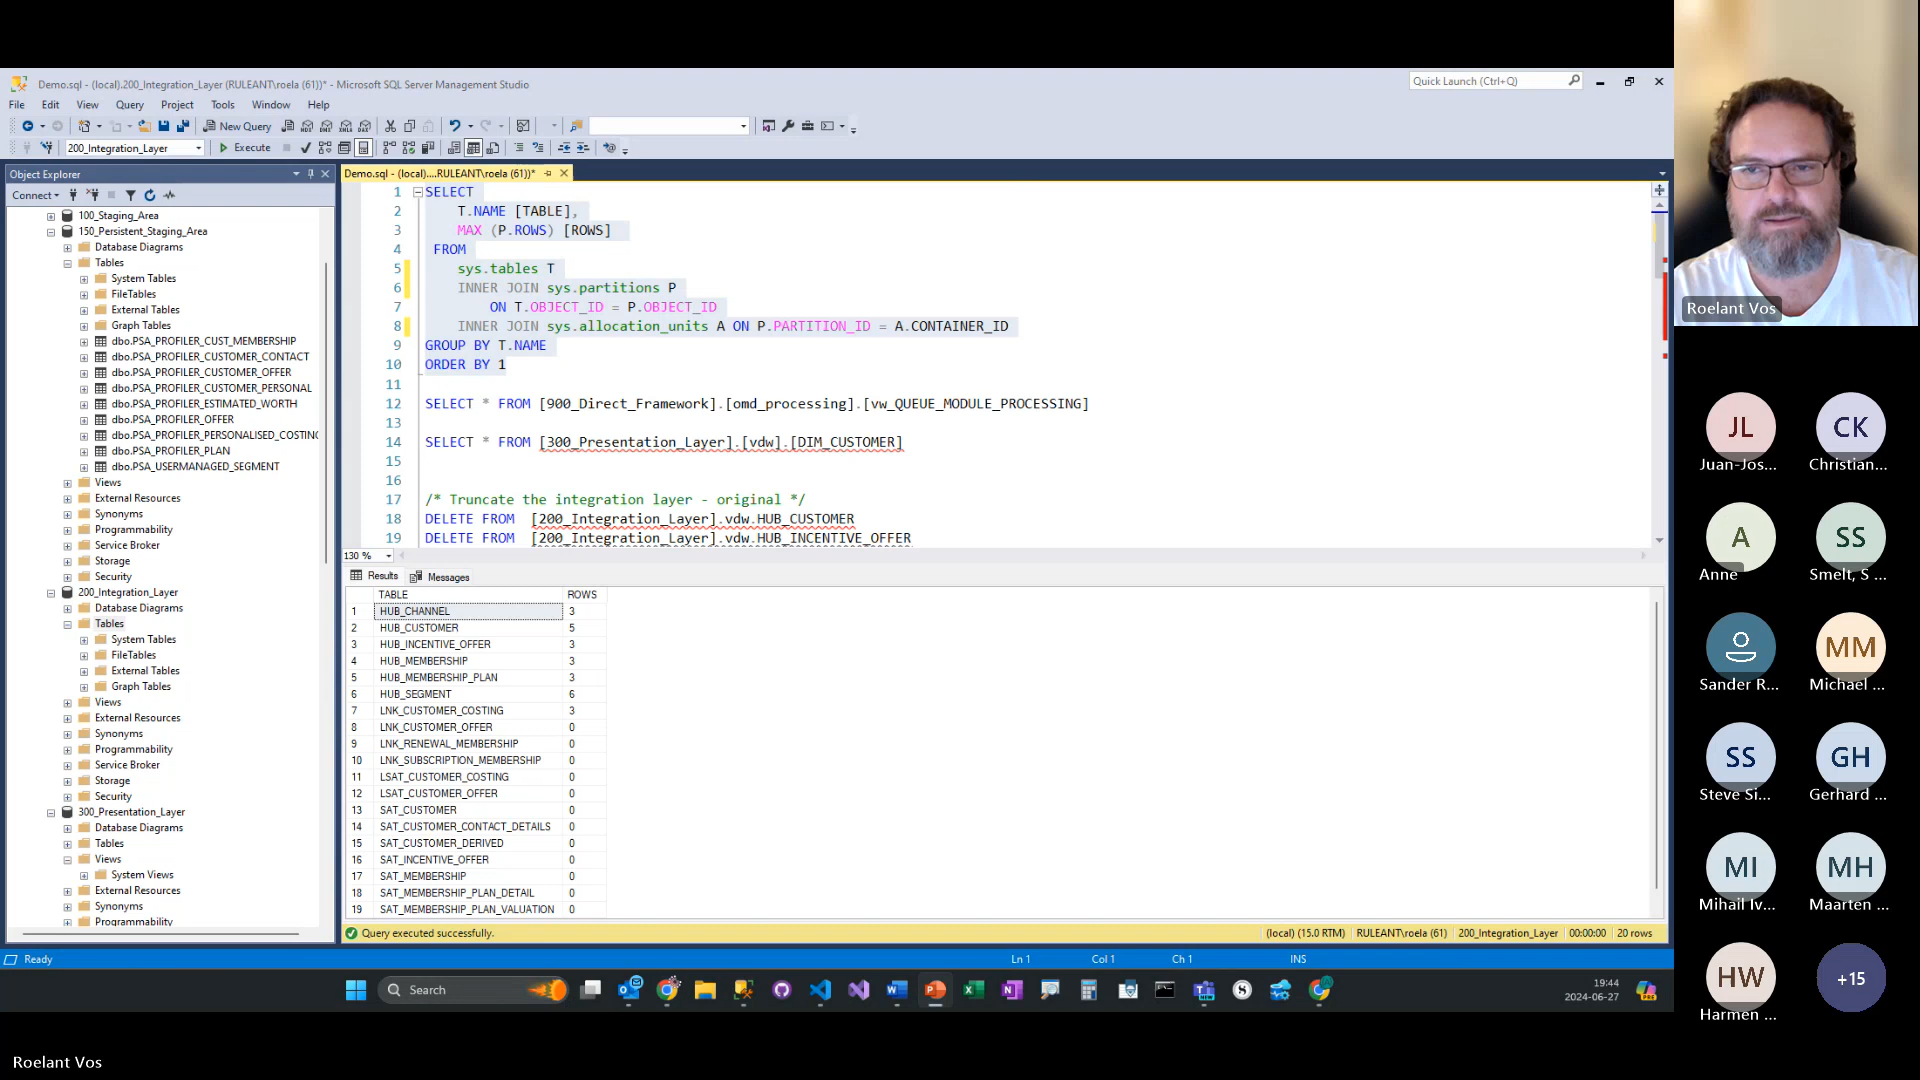 Demo.sql - (local).200_Integration_Layer (RULEANT\roela (61))* - Microsoft SQL Server Management Studio
Quick Launch (Ctrl+Q)
File Edit View Query Project Tools Window Help
New Query
200_Integration_Layer
Execute
Object Explorer
Connect
100_Staging_Area
150_Persistent_Staging_Area
Database Diagrams
Tables
System Tables
FileTables
External Tables
Graph Tables
dbo.PSA_PROFILER_CUST_MEMBERSHIP
dbo.PSA_PROFILER_CUSTOMER_CONTACT
dbo.PSA_PROFILER_CUSTOMER_OFFER
dbo.PSA_PROFILER_CUSTOMER_PERSONAL
dbo.PSA_PROFILER_ESTIMATED_WORTH
dbo.PSA_PROFILER_OFFER
dbo.PSA_PROFILER_PERSONALISED_COSTING
dbo.PSA_PROFILER_PLAN
dbo.PSA_USERMANAGED_SEGMENT
Views
External Resources
Synonyms
Programmability
Service Broker
Storage
Security
200_Integration_Layer
Database Diagrams
Tables
System Tables
FileTables
External Tables
Graph Tables
Views
External Resources
Synonyms
Programmability
Service Broker
Storage
Security
300_Presentation_Layer
Database Diagrams
Tables
Views
System Views
External Resources
Synonyms
Programmability
Demo.sql - (local)....RULEANT\roela (61))*
1 SELECT
2 T.NAME [TABLE],
3 MAX (P.ROWS) [ROWS]
4 FROM
5 sys.tables T
6 INNER JOIN sys.partitions P
7 ON T.OBJECT_ID = P.OBJECT_ID
8 INNER JOIN sys.allocation_units A ON P.PARTITION_ID = A.CONTAINER_ID
9 GROUP BY T.NAME
10 ORDER BY 1
11
12 SELECT * FROM [900_Direct_Framework].[omd_processing].[vw_QUEUE_MODULE_PROCESSING]
13
14 SELECT * FROM [300_Presentation_Layer].[vdw].[DIM_CUSTOMER]
15
16
17 /* Truncate the integration layer - original */
18 DELETE FROM [200_Integration_Layer].vdw.HUB_CUSTOMER
19 DELETE FROM [200_Integration_Layer].vdw.HUB_INCENTIVE_OFFER
130 %
Results Messages
TABLE ROWS
1 HUB_CHANNEL 3
2 HUB_CUSTOMER 5
3 HUB_INCENTIVE_OFFER 3
4 HUB_MEMBERSHIP 3
5 HUB_MEMBERSHIP_PLAN 3
6 HUB_SEGMENT 6
7 LNK_CUSTOMER_COSTING 3
8 LNK_CUSTOMER_OFFER 0
9 LNK_RENEWAL_MEMBERSHIP 0
10 LNK_SUBSCRIPTION_MEMBERSHIP 0
11 LSAT_CUSTOMER_COSTING 0
12 LSAT_CUSTOMER_OFFER 0
13 SAT_CUSTOMER 0
14 SAT_CUSTOMER_CONTACT_DETAILS 0
15 SAT_CUSTOMER_DERIVED 0
16 SAT_INCENTIVE_OFFER 0
17 SAT_MEMBERSHIP 0
18 SAT_MEMBERSHIP_PLAN_DETAIL 0
19 SAT_MEMBERSHIP_PLAN_VALUATION 0
Query executed successfully.
(local) (15.0 RTM) RULEANT\roela (61) 200_Integration_Layer 00:00:00 20 rows
Ready
Ln 1 Col 1 Ch 1 INS
Search
19:44
2024-06-27
Roelant Vos
JL CK
Juan-Jos... Christian...
A SS
Anne Smelt, S ...
MM
Sander R... Michael ...
SS GH
Steve Si... Gerhard ...
MI MH
Mihail Iv... Maarten ...
HW +15
Harmen ...
Roelant Vos